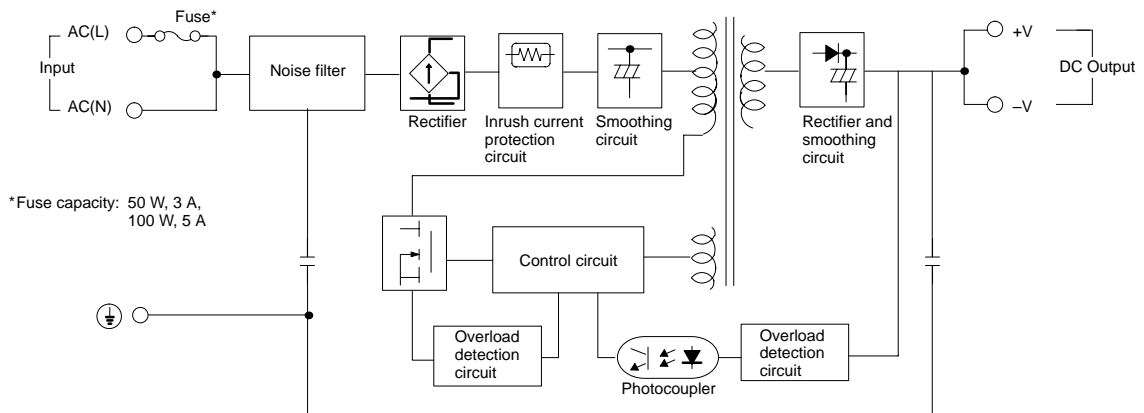 Fuse*
AC(L)
Input
AC(N)
Noise filter
Rectifier
Inrush current
protection
circuit
Smoothing
circuit
Rectifier and
smoothing
circuit
+V
DC Output
–V
*Fuse capacity: 50 W, 3 A,
100 W, 5 A
Control circuit
Overload
detection
circuit
Photocoupler
Overload
detection
circuit